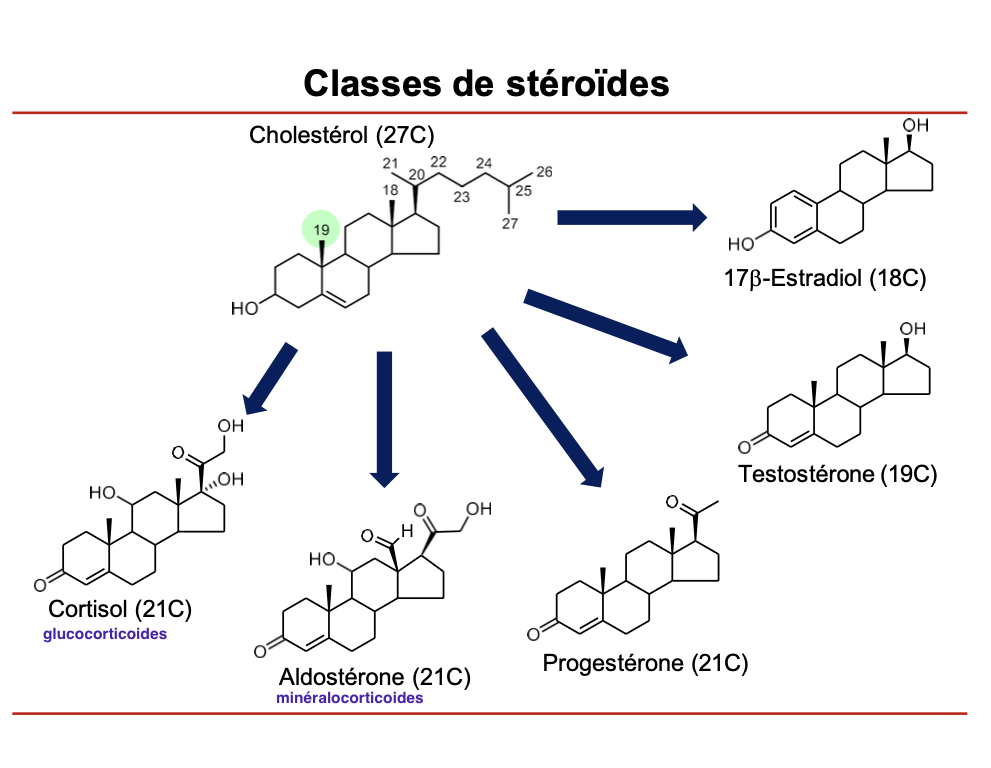 Classes de stéroïdes
Cholestérol (27C)
21
22
24
26
20
18
23
25
27
19
HO
OH
HO
17β-Estradiol (18C)
OH
O
Testostérone (19C)
OH
O
OH
HO
O
Cortisol (21C)
glucocorticoides
O
OH
O
H
HO
O
Aldostérone (21C)
minéralocorticoides
O
O
Progestérone (21C)